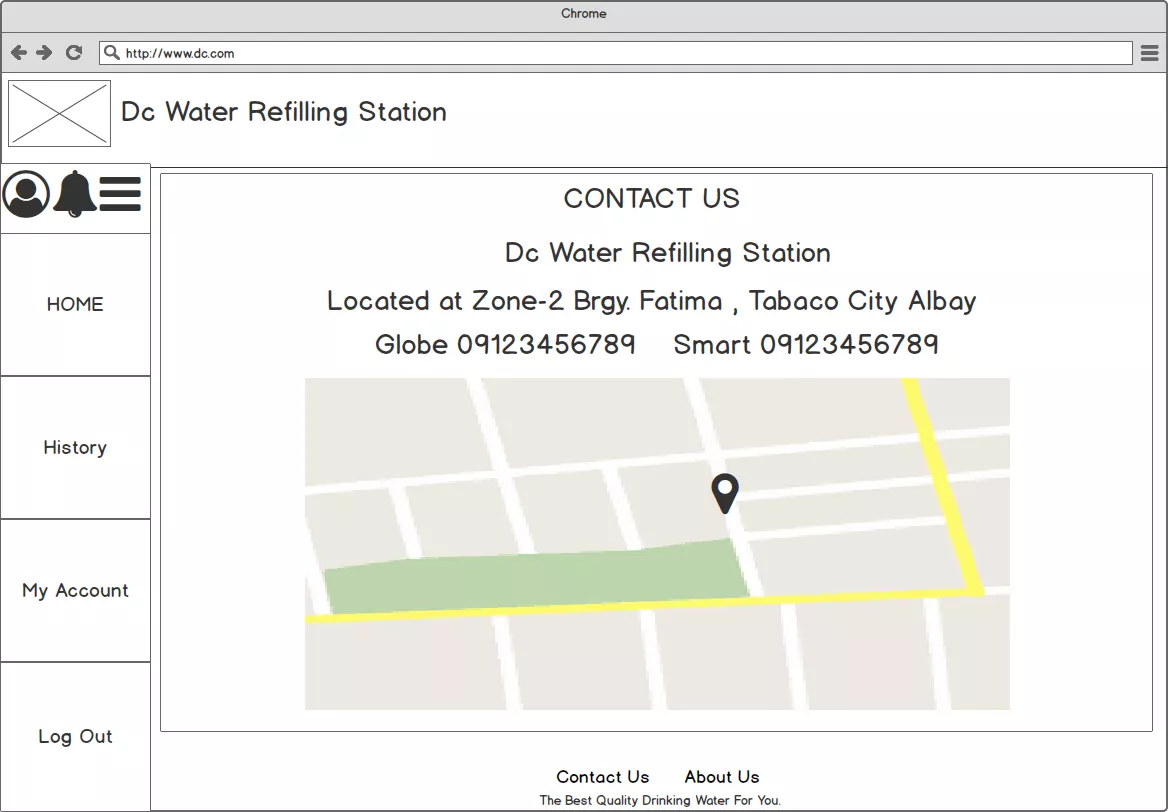 Chrome
http://www.dc.com
Dc Water Refilling Station
CONTACT US
Dc Water Refilling Station
Located at Zone-2 Brgy. Fatima , Tabaco City Albay
Globe 09123456789 Smart 09123456789
HOME
History
My Account
Log Out
Contact Us About Us
The Best Quality Drinking Water For You.